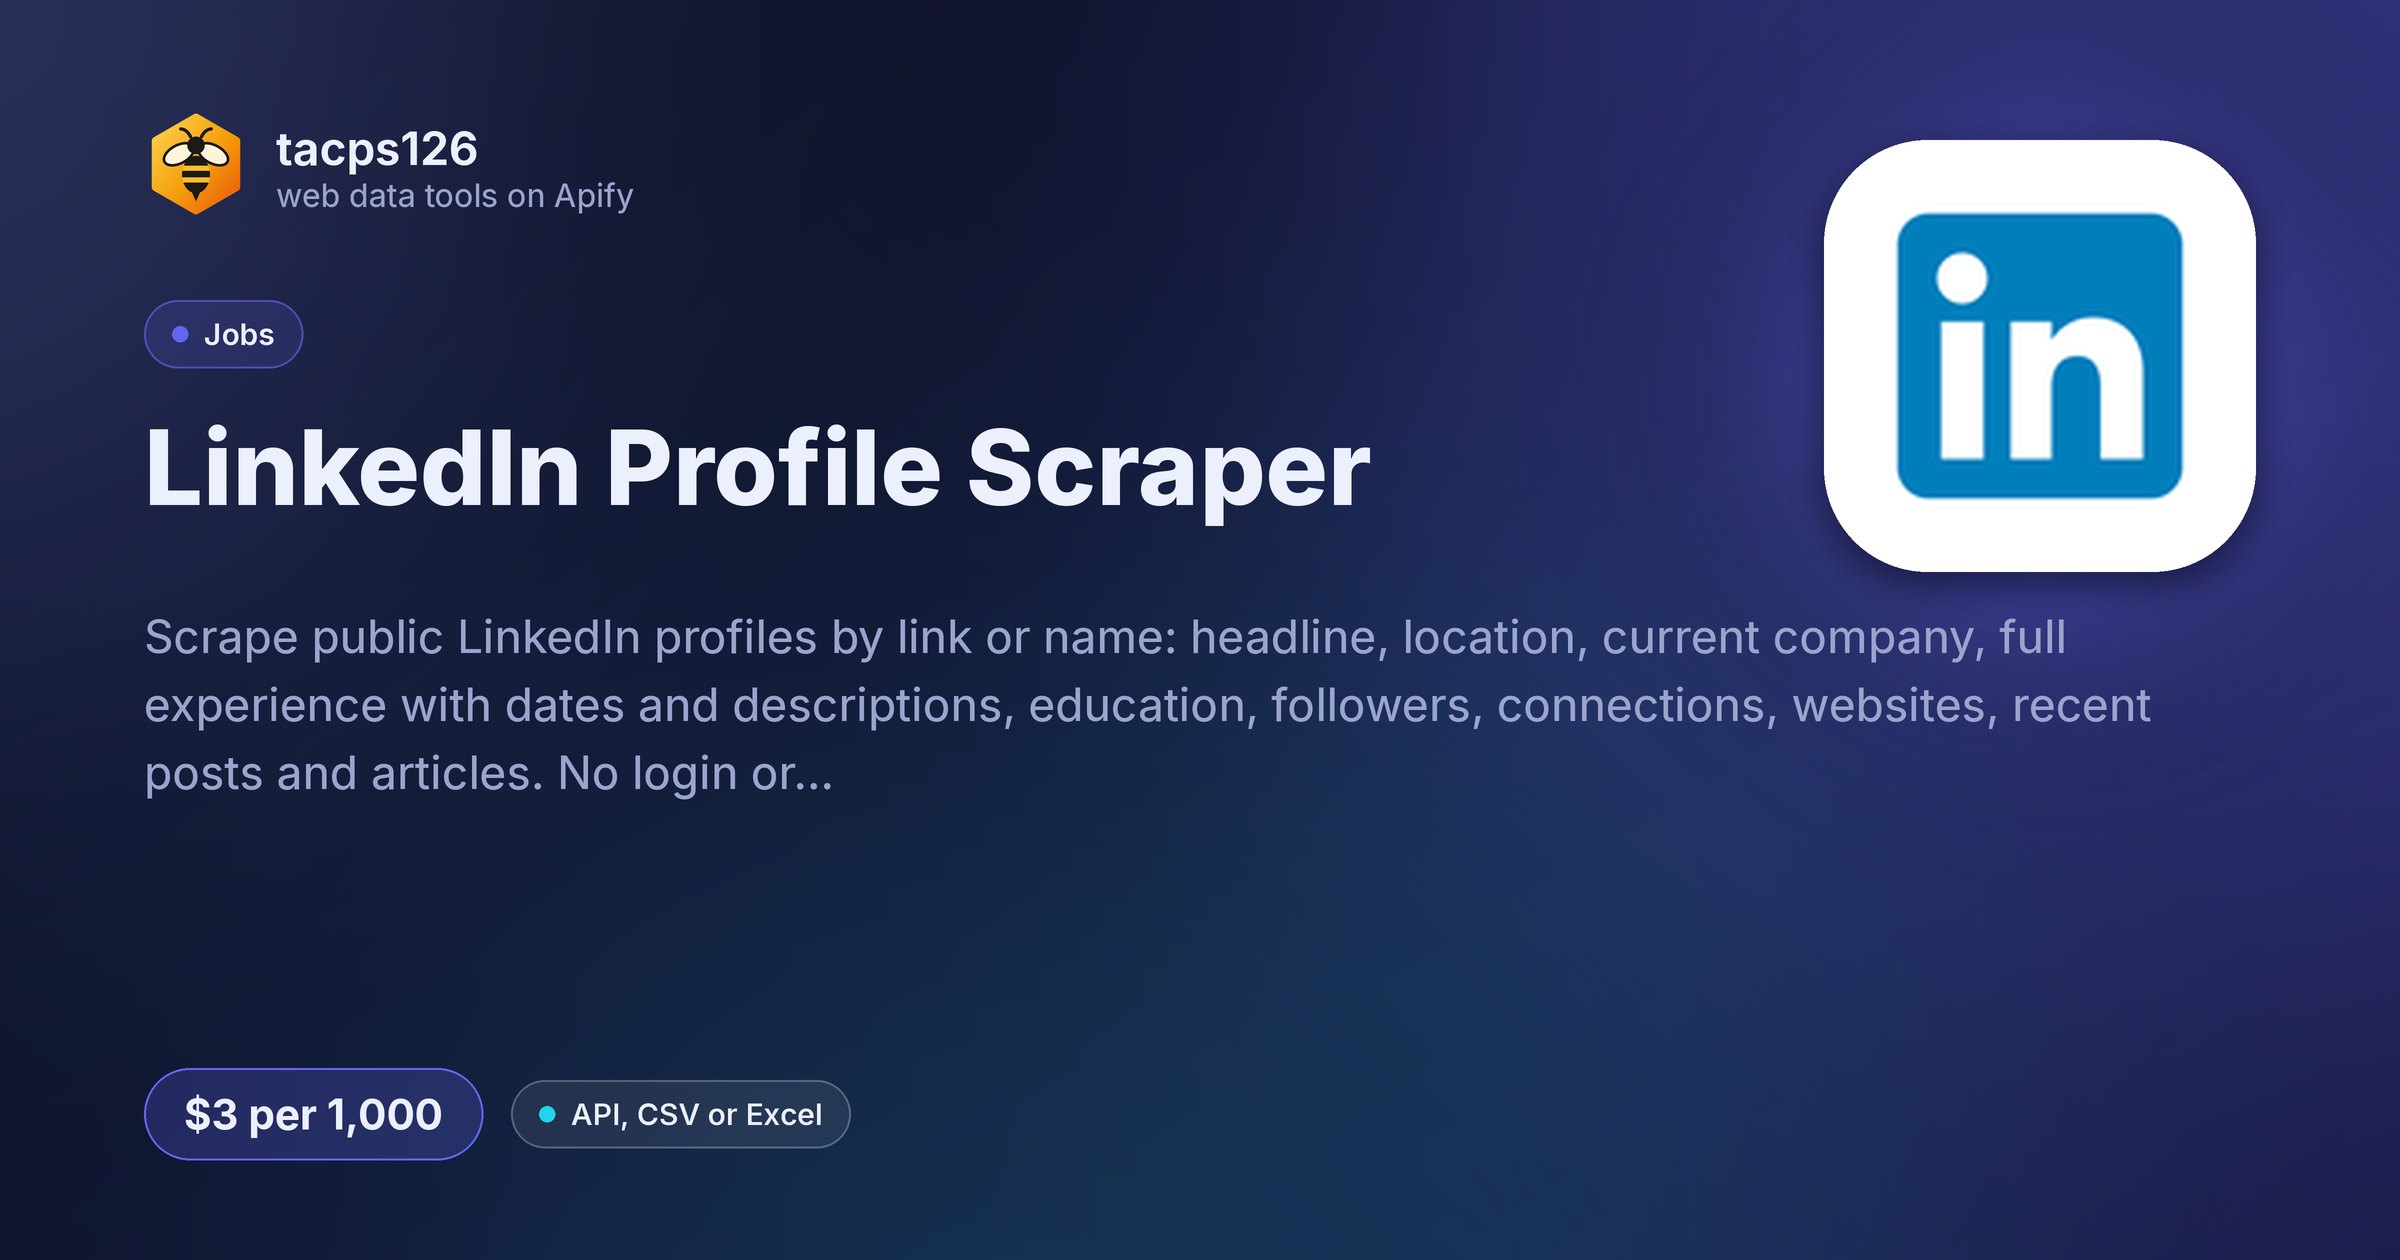 tacps126
web data tools on Apify
Jobs
LinkedIn Profile Scraper
in
Scrape public LinkedIn profiles by link or name: headline, location, current company, full
experience with dates and descriptions, education, followers, connections, websites, recent
posts and articles. No login or...
$3 per 1,000
API, CSV or Excel